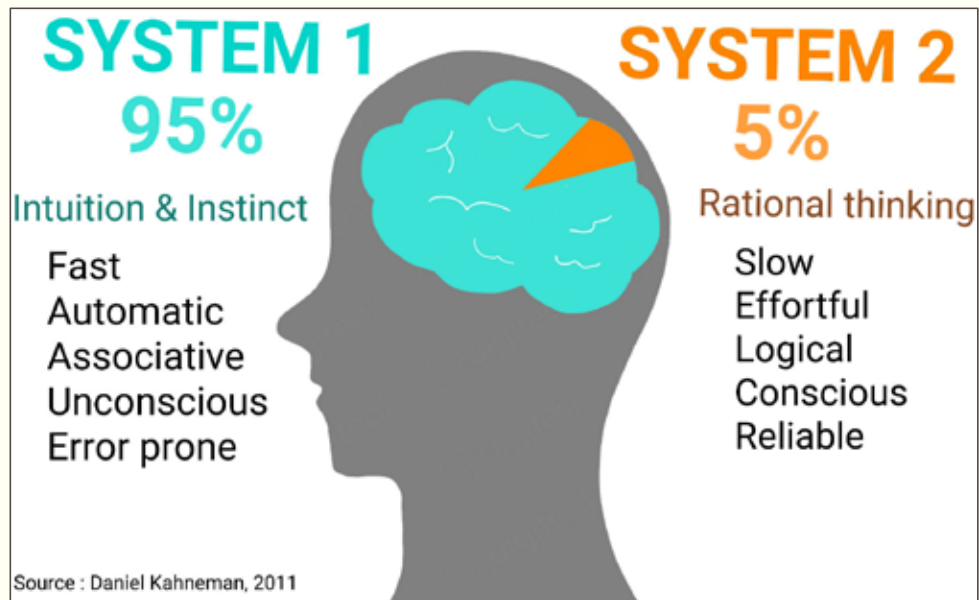 SYSTEM 1
95%
Intuition & Instinct
Fast
Automatic
Associative
Unconscious
Error prone
SYSTEM 2
5%
Rational thinking
Slow
Effortful
Logical
Conscious
Reliable
Source : Daniel Kahneman, 2011